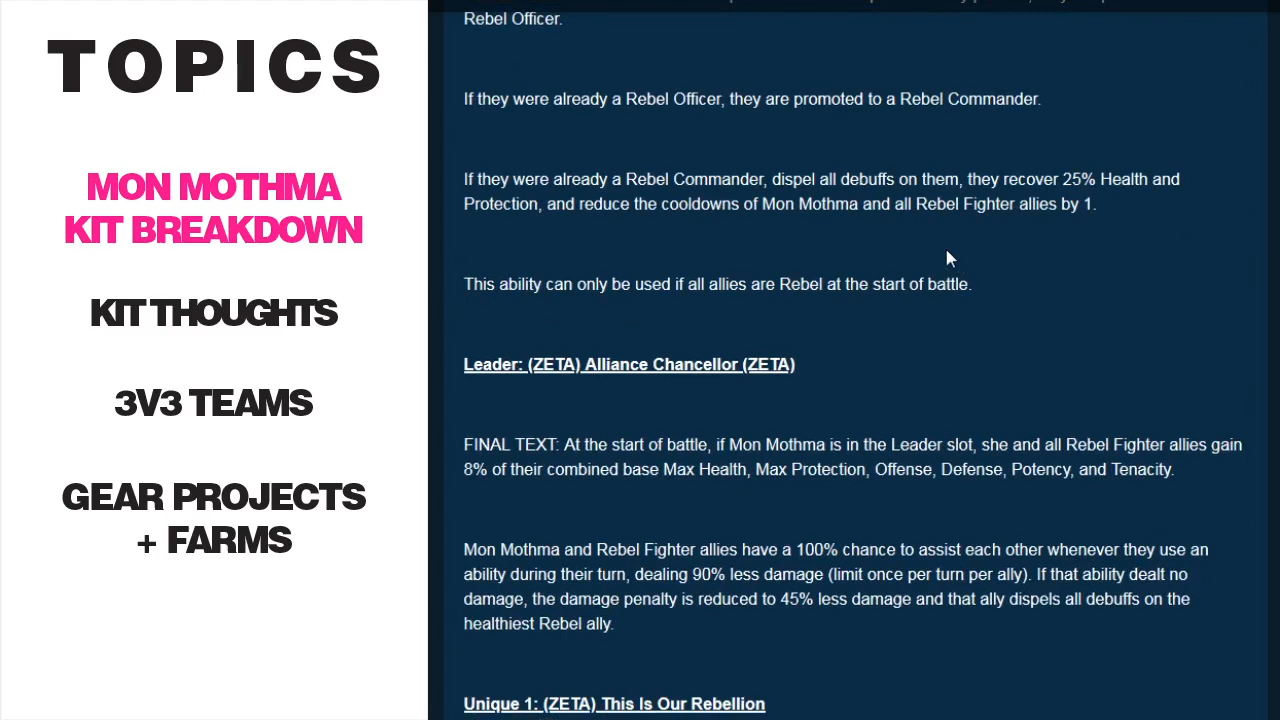 TOPICS
MON MOTHMA
KIT BREAKDOWN
KIT THOUGHTS
3V3 TEAMS
GEAR PROJECTS
+ FARMS
Rebel Officer.
If they were already a Rebel Officer, they are promoted to a Rebel Commander.
If they were already a Rebel Commander, dispel all debuffs on them, they recover 25% Health and
Protection, and reduce the cooldowns of Mon Mothma and all Rebel Fighter allies by 1.
This ability can only be used if all allies are Rebel at the start of battle.
Leader: (ZETA) Alliance Chancellor (ZETA)
FINAL TEXT: At the start of battle, if Mon Mothma is in the Leader slot, she and all Rebel Fighter allies gain
8% of their combined base Max Health, Max Protection, Offense, Defense, Potency, and Tenacity.
Mon Mothma and Rebel Fighter allies have a 100% chance to assist each other whenever they use an
ability during their turn, dealing 90% less damage (limit once per turn per ally). If that ability dealt no
damage, the damage penalty is reduced to 45% less damage and that ally dispels all debuffs on the
healthiest Rebel ally.
Unique 1: (ZETA) This Is Our Rebellion